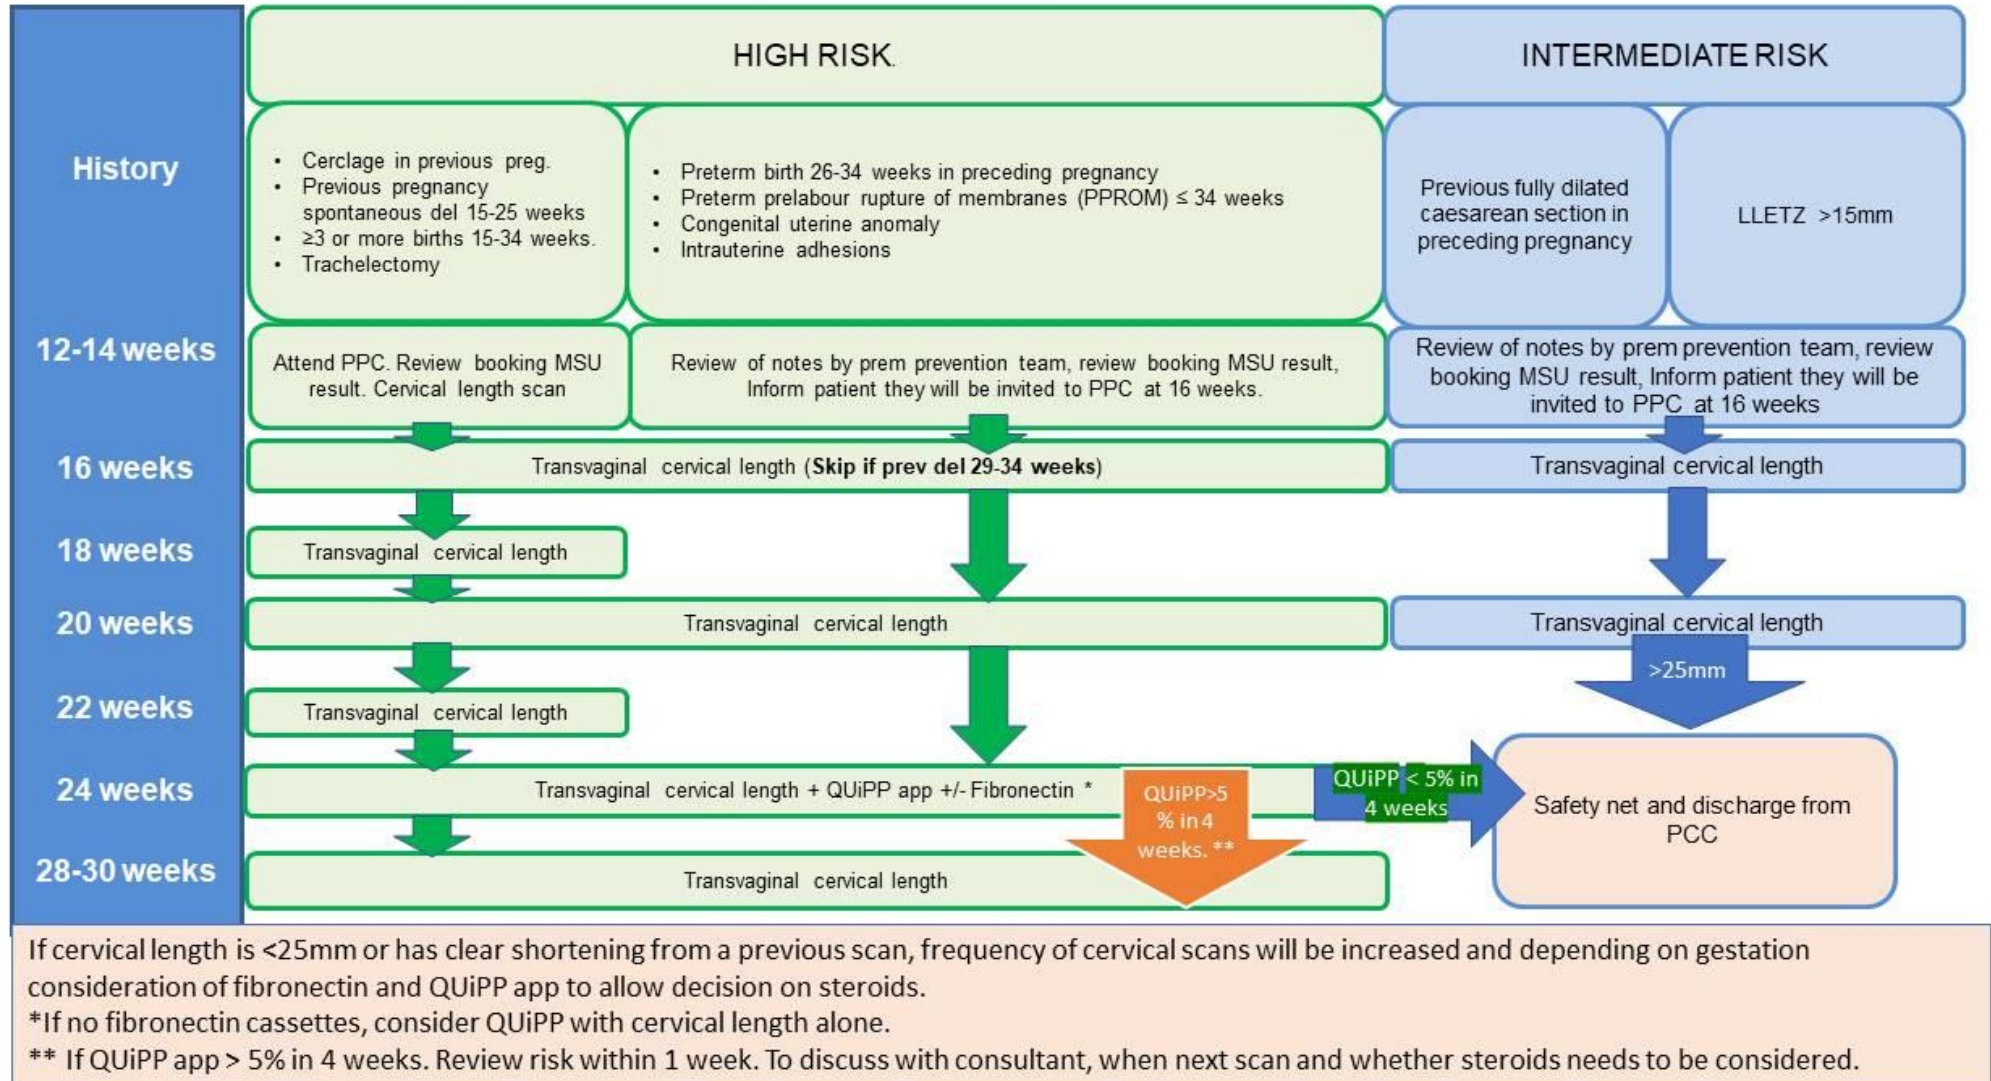 HIGH RISK.
INTERMEDIATE RISK
History
• Cerclage in previous preg.
• Previous pregnancy
spontaneous del 15-25 weeks
• ≥3 or more births 15-34 weeks.
• Trachelectomy
• Preterm birth 26-34 weeks in preceding pregnancy
• Preterm prelabour rupture of membranes (PPROM) ≤ 34 weeks
• Congenital uterine anomaly
• Intrauterine adhesions
Previous fully dilated
caesarean section in
preceding pregnancy
LLETZ >15mm
12-14 weeks
Attend PPC. Review booking MSU
result. Cervical length scan
Review of notes by prem prevention team, review booking MSU result,
Inform patient they will be invited to PPC at 16 weeks.
Review of notes by prem prevention team, review
booking MSU result, Inform patient they will be
invited to PPC at 16 weeks
16 weeks
Transvaginal cervical length (Skip if prev del 29-34 weeks)
Transvaginal cervical length
18 weeks
Transvaginal cervical length
20 weeks
Transvaginal cervical length
Transvaginal cervical length
>25mm
22 weeks
Transvaginal cervical length
24 weeks
Transvaginal cervical length + QUiPP app +/- Fibronectin *
QUiPP>5
% in 4
weeks. **
QUiPP < 5% in
4 weeks
Safety net and discharge from
PCC
28-30 weeks
Transvaginal cervical length
If cervical length is <25mm or has clear shortening from a previous scan, frequency of cervical scans will be increased and depending on gestation
consideration of fibronectin and QUiPP app to allow decision on steroids.
*If no fibronectin cassettes, consider QUiPP with cervical length alone.
** If QUiPP app > 5% in 4 weeks. Review risk within 1 week. To discuss with consultant, when next scan and whether steroids needs to be considered.